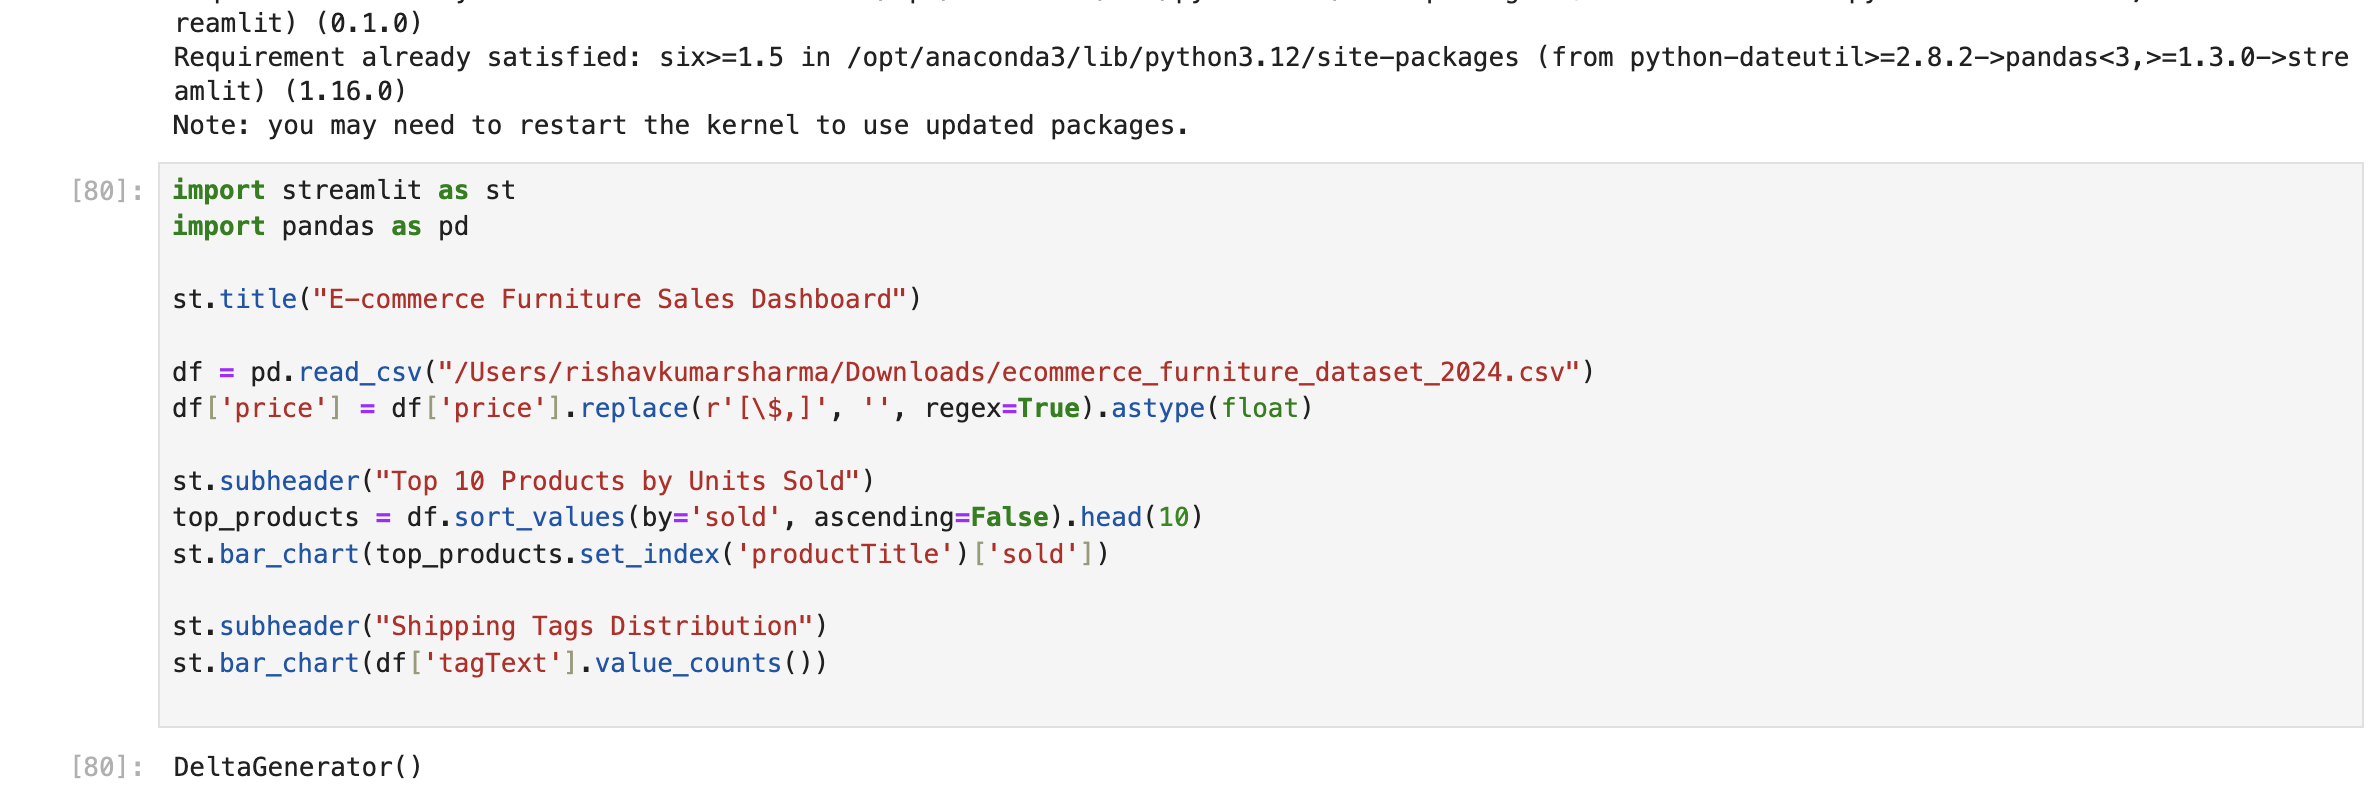 reamlit) (0.1.0)
Requirement already satisfied: six>=1.5 in /opt/anaconda3/lib/python3.12/site-packages (from python-dateutil>=2.8.2->pandas<3,>=1.3.0->stre
amlit) (1.16.0)
Note: you may need to restart the kernel to use updated packages.
[80]: import streamlit as st
import pandas as pd
st.title("E-commerce Furniture Sales Dashboard")
df = pd.read_csv("/Users/rishavkumarsharma/Downloads/ecommerce_furniture_dataset_2024.csv")
df['price'] = df['price'].replace(r'[\$,]', '', regex=True).astype(float)
st.subheader("Top 10 Products by Units Sold")
top_products = df.sort_values(by='sold', ascending=False).head(10)
st.bar_chart(top_products.set_index('productTitle')['sold'])
st.subheader("Shipping Tags Distribution")
st.bar_chart(df['tagText'].value_counts())
[80]: DeltaGenerator()